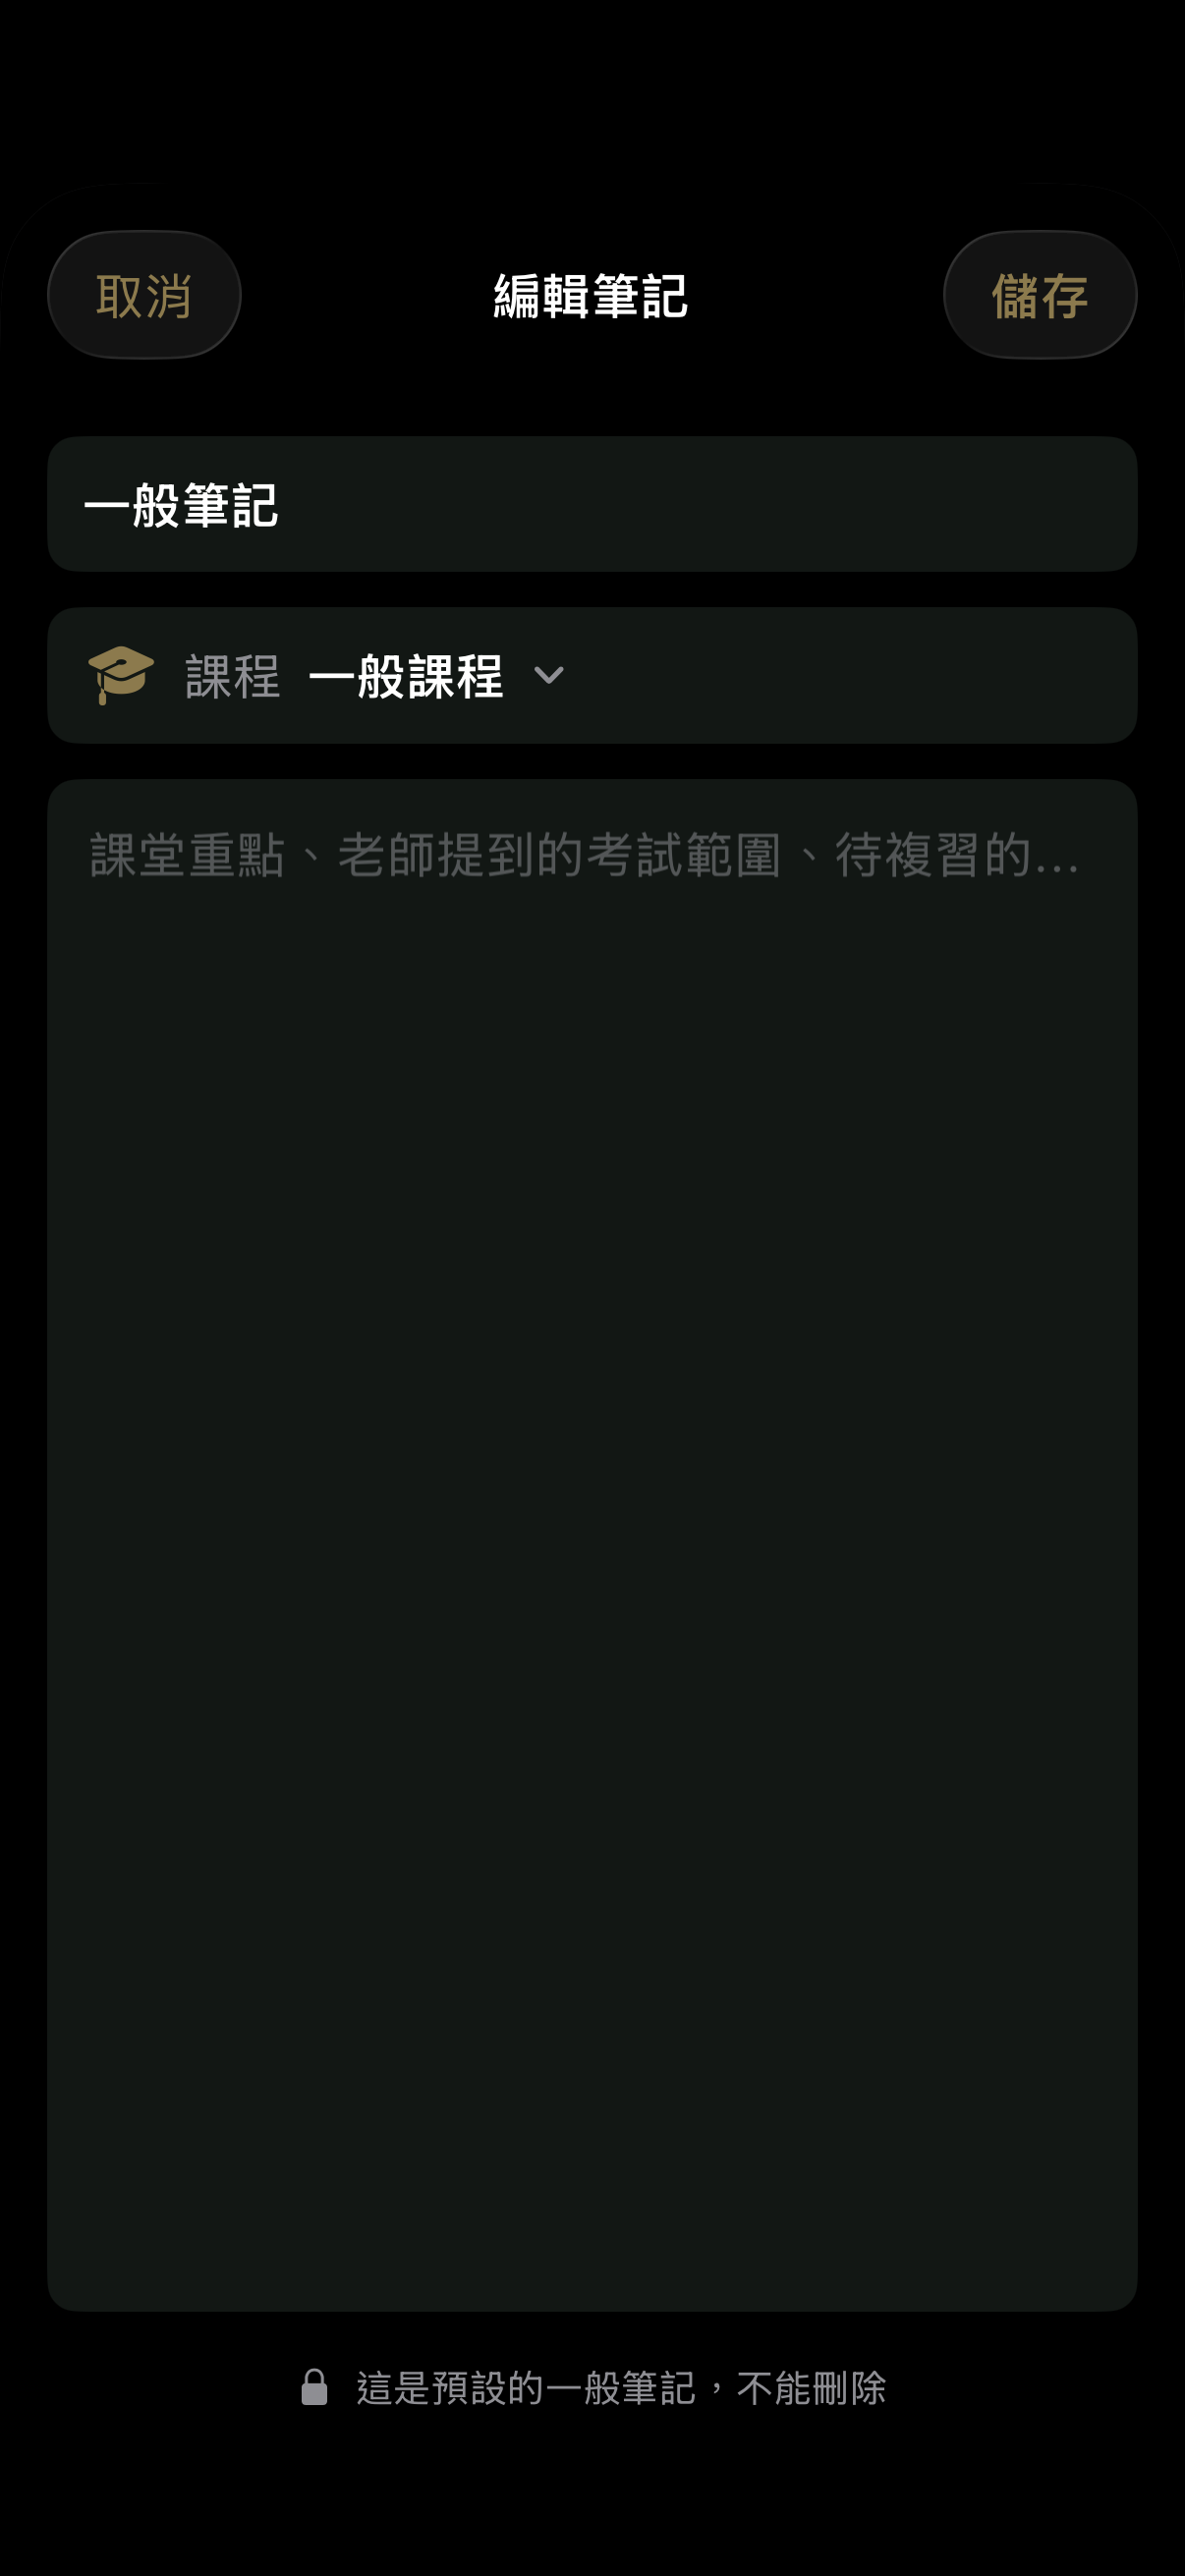 取消
編輯筆記
儲存
一般筆記
課程 一般課程
課堂重點、老師提到的考試範圍、待複習的...
這是預設的一般筆記，不能刪除